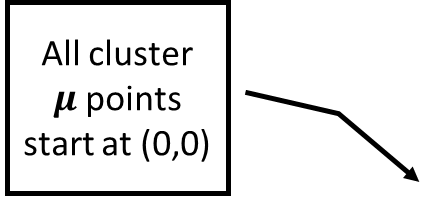 All cluster
μ points
start at (0,0)